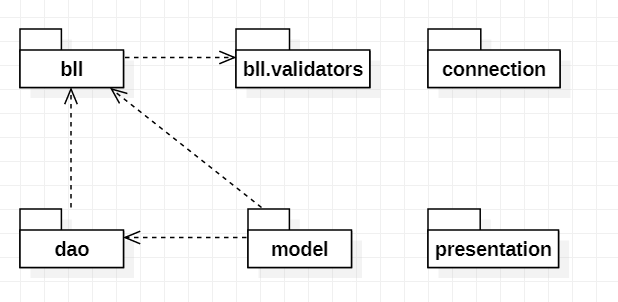 bll
bll.validators
connection
dao
model
presentation